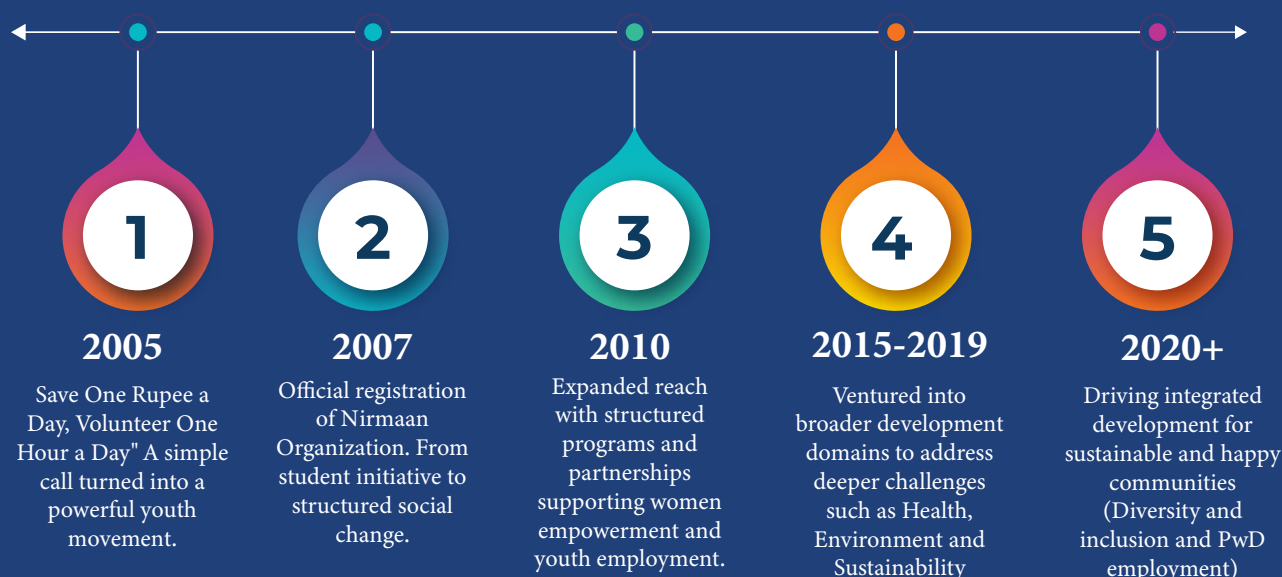 1
2005
Save One Rupee a
Day, Volunteer One
Hour a Day" A simple
call turned into a
powerful youth
movement.
2
2007
Official registration
of Nirmaan
Organization. From
student initiative to
structured social
change.
3
2010
Expanded reach
with structured
programs and
partnerships
supporting women
empowerment and
youth employment.
4
2015-2019
Ventured into
broader development
domains to address
deeper challenges
such as Health,
Environment and
Sustainability
5
2020+
Driving integrated
development for
sustainable and happy
communities
(Diversity and
inclusion and PwD
employment)